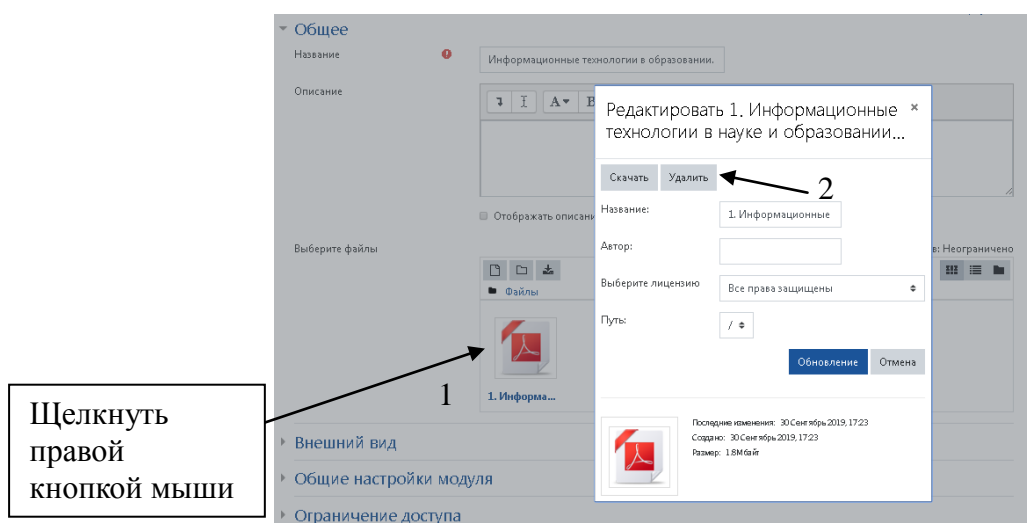 Общее
Название
Информационные технологии в образовании.
Описание
A B
Отображать описани
Выберите файлы
в: Неограничено
Файлы
1. Информа...
Внешний вид
Общие настройки модуля
Ограничение доступа
Редактировать 1. Информационные ×
технологии в науке и образовании...
Скачать Удалить
2
Название: 1. Информационные
Автор:
Выберите лицензию Все права защищены
Путь: /
Обновление Отмена
Последние изменения: 30 Сентябрь 2019, 17:23
Создано: 30 Сентябрь 2019, 17:23
Размер: 1.8Мбайт
1
Щелкнуть
правой
кнопкой мыши